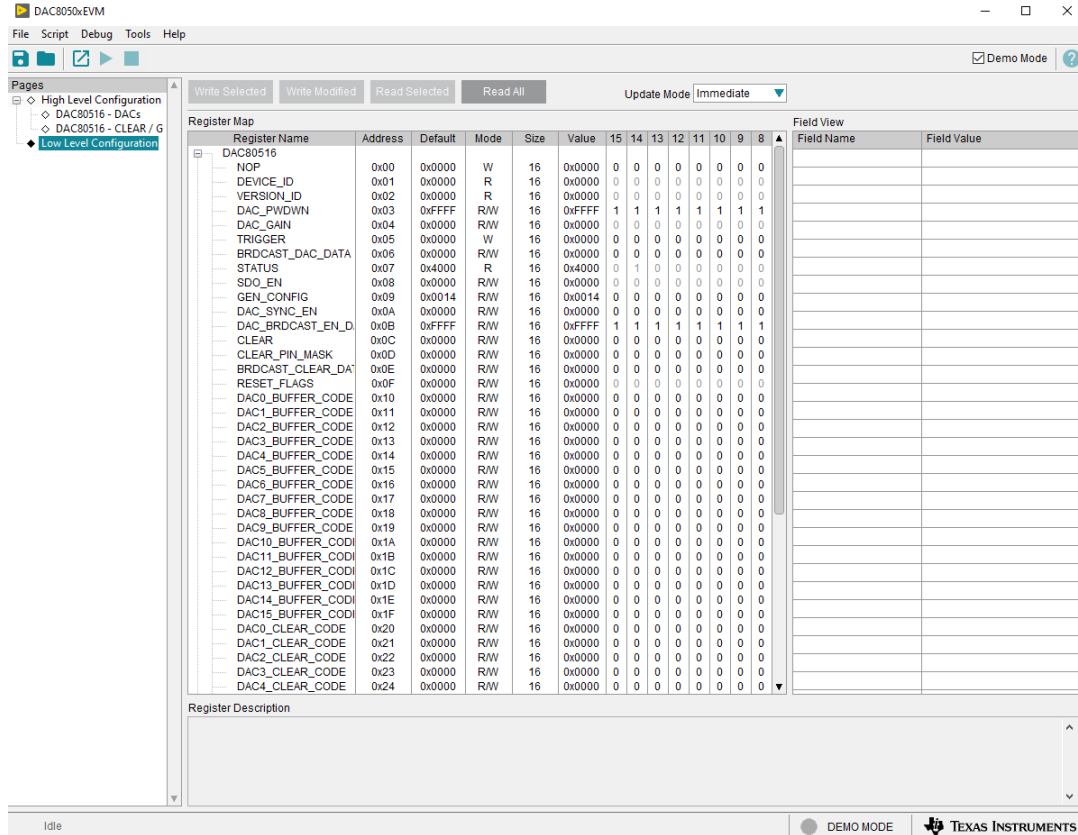 DAC8050xEVM
File Script Debug Tools Help
Demo Mode
Pages
High Level Configuration
DAC80516 - DACs
DAC80516 - CLEAR / G
Low Level Configuration
Write Selected Write Modified Read Selected Read All Update Mode Immediate
Register Map
Register Name Address Default Mode Size Value 15 14 13 12 11 10 9 8
DAC80516
NOP 0x00 0x0000 W 16 0x0000 0 0 0 0 0 0 0 0
DEVICE_ID 0x01 0x0000 R 16 0x0000 0 0 0 0 0 0 0 0
VERSION_ID 0x02 0x0000 R 16 0x0000 0 0 0 0 0 0 0 0
DAC_PWDWN 0x03 0xFFFF R/W 16 0xFFFF 1 1 1 1 1 1 1 1
DAC_GAIN 0x04 0x0000 R/W 16 0x0000 0 0 0 0 0 0 0 0
TRIGGER 0x05 0x0000 W 16 0x0000 0 0 0 0 0 0 0 0
BRDCAST_DAC_DATA 0x06 0x0000 R/W 16 0x0000 0 0 0 0 0 0 0 0
STATUS 0x07 0x4000 R 16 0x4000 0 1 0 0 0 0 0 0
SDO_EN 0x08 0x0000 R/W 16 0x0000 0 0 0 0 0 0 0 0
GEN_CONFIG 0x09 0x0014 R/W 16 0x0014 0 0 0 0 0 0 0 0
DAC_SYNC_EN 0x0A 0x0000 R/W 16 0x0000 0 0 0 0 0 0 0 0
DAC_BRDCAST_EN_D 0x0B 0xFFFF R/W 16 0xFFFF 1 1 1 1 1 1 1 1
CLEAR 0x0C 0x0000 R/W 16 0x0000 0 0 0 0 0 0 0 0
CLEAR_PIN_MASK 0x0D 0x0000 R/W 16 0x0000 0 0 0 0 0 0 0 0
BRDCAST_CLEAR_DAT 0x0E 0x0000 R/W 16 0x0000 0 0 0 0 0 0 0 0
RESET_FLAGS 0x0F 0x0000 R/W 16 0x0000 0 0 0 0 0 0 0 0
DAC0_BUFFER_CODE 0x10 0x0000 R/W 16 0x0000 0 0 0 0 0 0 0 0
DAC1_BUFFER_CODE 0x11 0x0000 R/W 16 0x0000 0 0 0 0 0 0 0 0
DAC2_BUFFER_CODE 0x12 0x0000 R/W 16 0x0000 0 0 0 0 0 0 0 0
DAC3_BUFFER_CODE 0x13 0x0000 R/W 16 0x0000 0 0 0 0 0 0 0 0
DAC4_BUFFER_CODE 0x14 0x0000 R/W 16 0x0000 0 0 0 0 0 0 0 0
DAC5_BUFFER_CODE 0x15 0x0000 R/W 16 0x0000 0 0 0 0 0 0 0 0
DAC6_BUFFER_CODE 0x16 0x0000 R/W 16 0x0000 0 0 0 0 0 0 0 0
DAC7_BUFFER_CODE 0x17 0x0000 R/W 16 0x0000 0 0 0 0 0 0 0 0
DAC8_BUFFER_CODE 0x18 0x0000 R/W 16 0x0000 0 0 0 0 0 0 0 0
DAC9_BUFFER_CODE 0x19 0x0000 R/W 16 0x0000 0 0 0 0 0 0 0 0
DAC10_BUFFER_CODI 0x1A 0x0000 R/W 16 0x0000 0 0 0 0 0 0 0 0
DAC11_BUFFER_CODI 0x1B 0x0000 R/W 16 0x0000 0 0 0 0 0 0 0 0
DAC12_BUFFER_CODI 0x1C 0x0000 R/W 16 0x0000 0 0 0 0 0 0 0 0
DAC13_BUFFER_CODI 0x1D 0x0000 R/W 16 0x0000 0 0 0 0 0 0 0 0
DAC14_BUFFER_CODI 0x1E 0x0000 R/W 16 0x0000 0 0 0 0 0 0 0 0
DAC15_BUFFER_CODI 0x1F 0x0000 R/W 16 0x0000 0 0 0 0 0 0 0 0
DAC0_CLEAR_CODE 0x20 0x0000 R/W 16 0x0000 0 0 0 0 0 0 0 0
DAC1_CLEAR_CODE 0x21 0x0000 R/W 16 0x0000 0 0 0 0 0 0 0 0
DAC2_CLEAR_CODE 0x22 0x0000 R/W 16 0x0000 0 0 0 0 0 0 0 0
DAC3_CLEAR_CODE 0x23 0x0000 R/W 16 0x0000 0 0 0 0 0 0 0 0
DAC4_CLEAR_CODE 0x24 0x0000 R/W 16 0x0000 0 0 0 0 0 0 0 0
Field View
Field Name Field Value
Register Description
Idle DEMO MODE TEXAS INSTRUMENTS